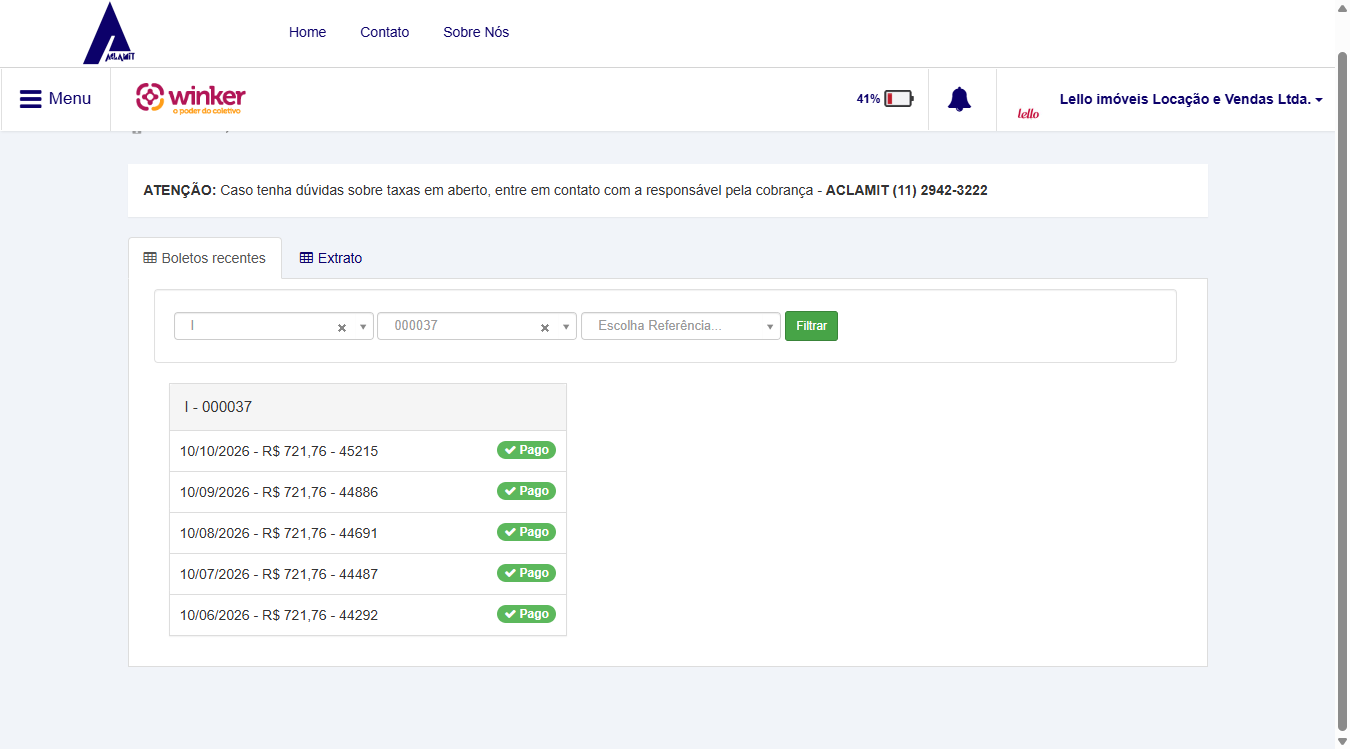 ACLAMIT
Home Contato Sobre Nós
Menu
winker
o poder do coletivo
41%
lello
Lello imóveis Locação e Vendas Ltda.
ATENÇÃO: Caso tenha dúvidas sobre taxas em aberto, entre em contato com a responsável pela cobrança - ACLAMIT (11) 2942-3222
Boletos recentes Extrato
I 000037 Escolha Referência... Filtrar
I - 000037
10/10/2026 - R$ 721,76 - 45215 Pago
10/09/2026 - R$ 721,76 - 44886 Pago
10/08/2026 - R$ 721,76 - 44691 Pago
10/07/2026 - R$ 721,76 - 44487 Pago
10/06/2026 - R$ 721,76 - 44292 Pago